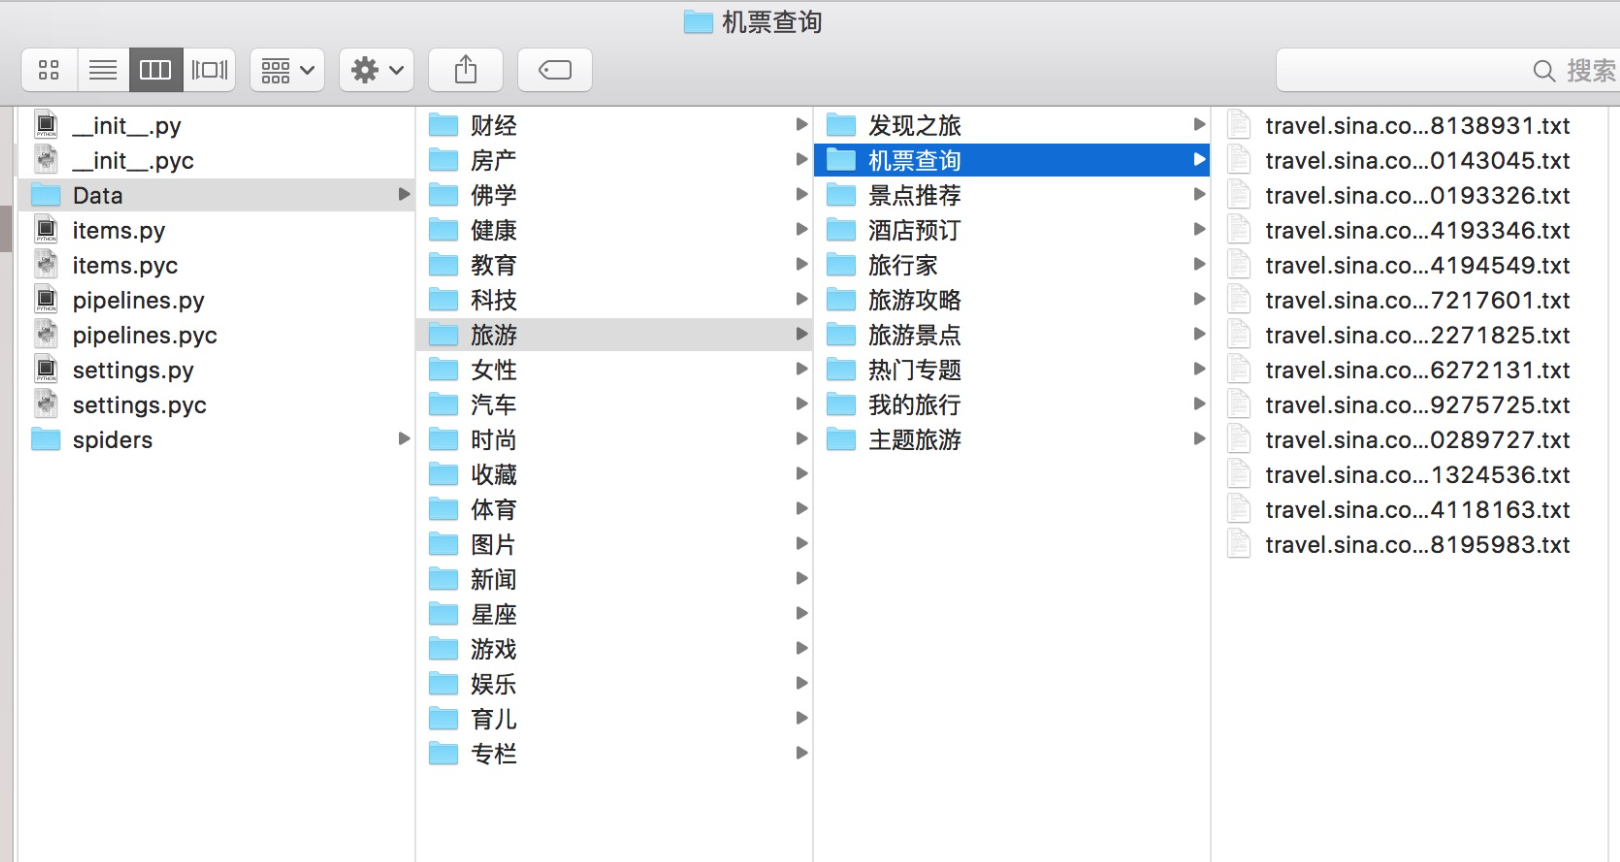 机票查询
搜索
__init__.py
__init__.pyc
Data
items.py
items.pyc
pipelines.py
pipelines.pyc
settings.py
settings.pyc
spiders
财经
房产
佛学
健康
教育
科技
旅游
女性
汽车
时尚
收藏
体育
图片
新闻
星座
游戏
娱乐
育儿
专栏
发现之旅
机票查询
景点推荐
酒店预订
旅行家
旅游攻略
旅游景点
热门专题
我的旅行
主题旅游
travel.sina.co...8138931.txt
travel.sina.co...0143045.txt
travel.sina.co...0193326.txt
travel.sina.co...4193346.txt
travel.sina.co...4194549.txt
travel.sina.co...7217601.txt
travel.sina.co...2271825.txt
travel.sina.co...6272131.txt
travel.sina.co...9275725.txt
travel.sina.co...0289727.txt
travel.sina.co...1324536.txt
travel.sina.co...4118163.txt
travel.sina.co...8195983.txt